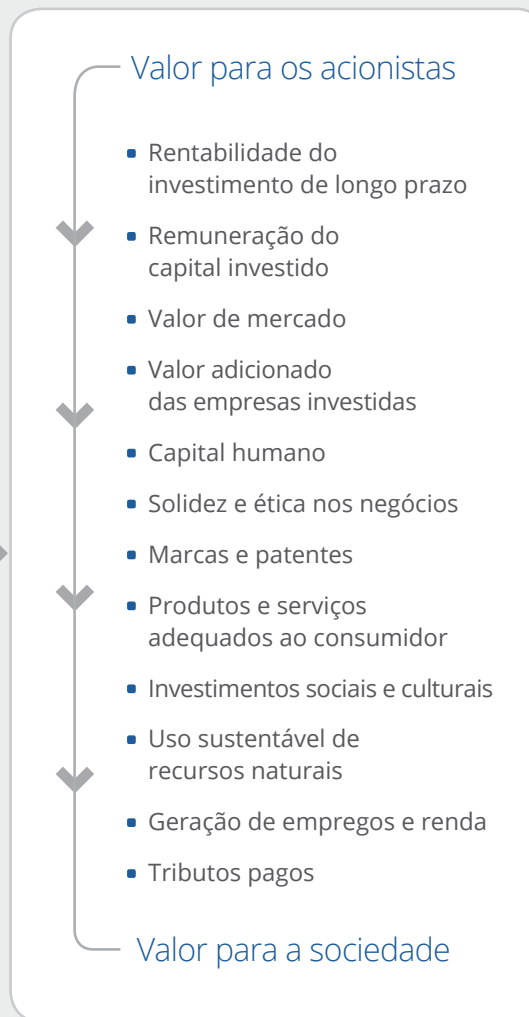 Valor para os acionistas
▪ Rentabilidade do
investimento de longo prazo
▪ Remuneração do
capital investido
▪ Valor de mercado
▪ Valor adicionado
das empresas investidas
▪ Capital humano
▪ Solidez e ética nos negócios
▪ Marcas e patentes
▪ Produtos e serviços
adequados ao consumidor
▪ Investimentos sociais e culturais
▪ Uso sustentável de
recursos naturais
▪ Geração de empregos e renda
▪ Tributos pagos
Valor para a sociedade